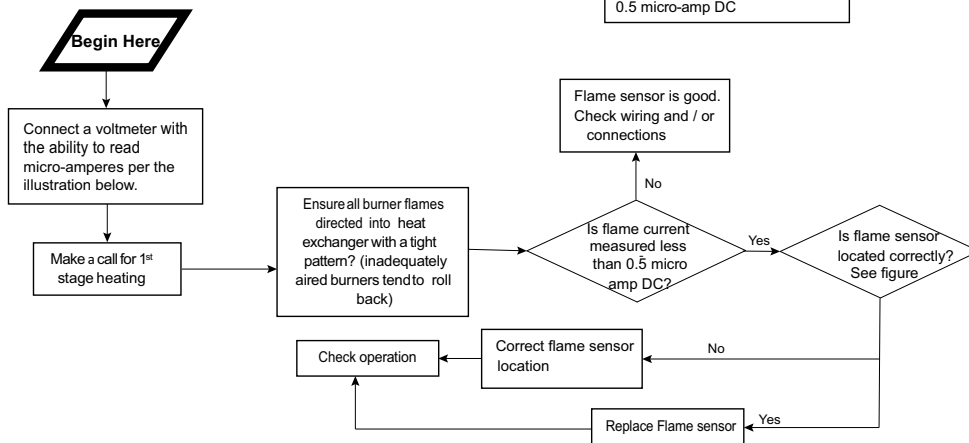 0.5 micro-amp DC
Begin Here
Connect a voltmeter with
the ability to read
micro-amperes per the
illustration below.
Make a call for 1st
stage heating
Ensure all burner flames
directed into heat
exchanger with a tight
pattern? (inadequately
aired burners tend to roll
back)
Flame sensor is good.
Check wiring and / or
connections
No
Is flame current
measured less
than 0.5 micro
amp DC?
Yes
Is flame sensor
located correctly?
See figure
No
Correct flame sensor
location
Check operation
Yes
Replace Flame sensor